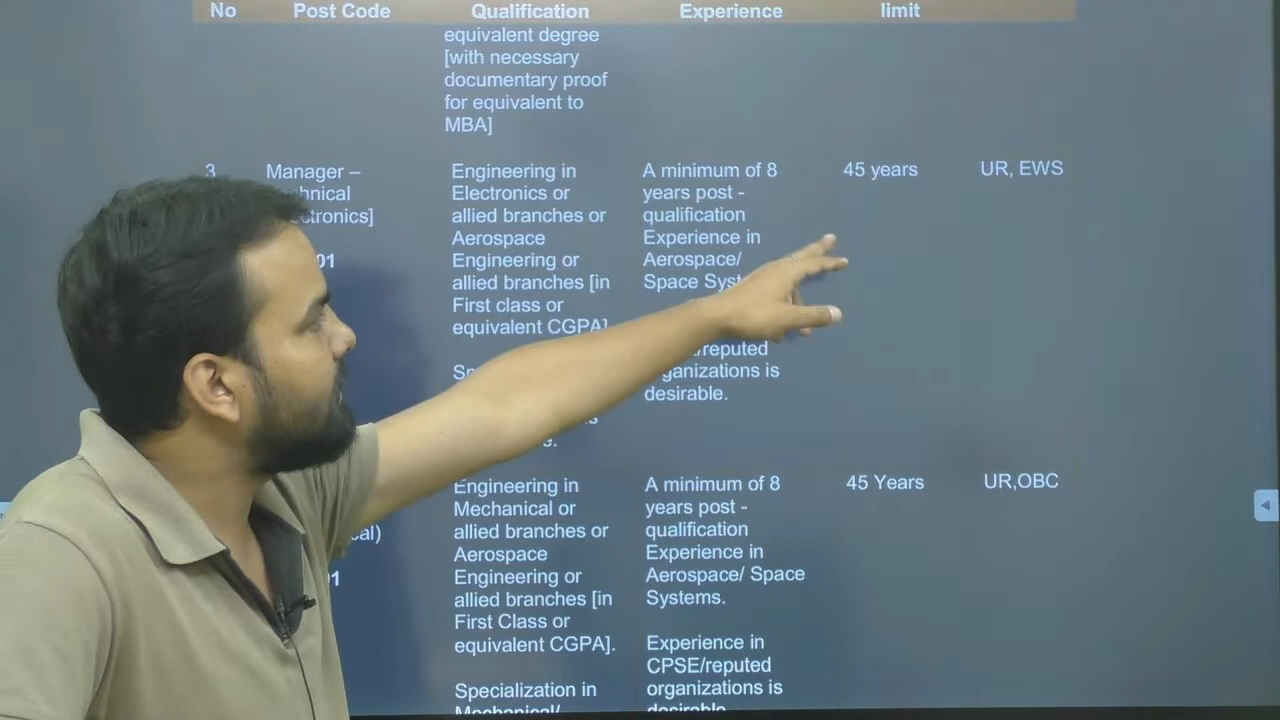 No Post Code Qualification Experience limit
equivalent degree
[with necessary
documentary proof
for equivalent to
MBA]
3 Manager –
Engineering in
Electronics or
allied branches or
Aerospace
Engineering or
allied branches [in
First class or
equivalent CGPA]
A minimum of 8
years post -
qualification
Experience in
Aerospace/
Space
organizations is
desirable.
45 years
UR, EWS
01
Engineering in
Mechanical or
allied branches or
Aerospace
Engineering or
allied branches [in
First Class or
equivalent CGPA].
Specialization in
Mechanical/
A minimum of 8
years post -
qualification
Experience in
Aerospace/ Space
Systems.
Experience in
CPSE/reputed
organizations is
desirable
45 Years
UR,OBC